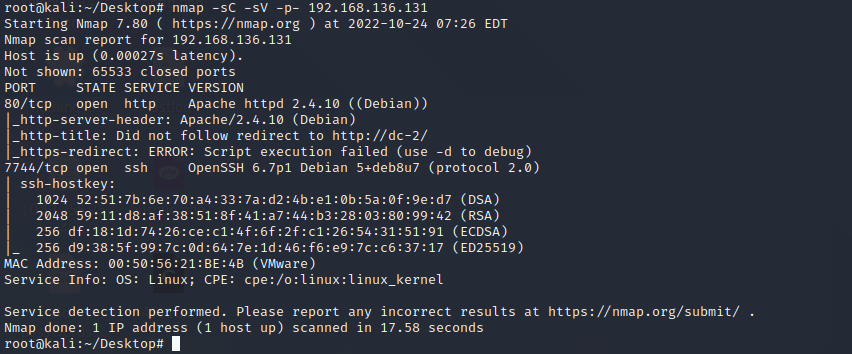 root@kali:~/Desktop# nmap -sC -sV -p- 192.168.136.131
Starting Nmap 7.80 ( https://nmap.org ) at 2022-10-24 07:26 EDT
Nmap scan report for 192.168.136.131
Host is up (0.00027s latency).
Not shown: 65533 closed ports
PORT     STATE SERVICE VERSION
80/tcp   open  http    Apache httpd 2.4.10 ((Debian))
|_http-server-header: Apache/2.4.10 (Debian)
|_http-title: Did not follow redirect to http://dc-2/
|_https-redirect: ERROR: Script execution failed (use -d to debug)
7744/tcp open  ssh     OpenSSH 6.7p1 Debian 5+deb8u7 (protocol 2.0)
| ssh-hostkey:
|   1024 52:51:7b:6e:70:a4:33:7a:d2:4b:e1:0b:5a:0f:9e:d7 (DSA)
|   2048 59:11:d8:af:38:51:8f:41:a7:44:b3:28:03:80:99:42 (RSA)
|   256 df:18:1d:74:26:ce:c1:4f:6f:2f:c1:26:54:31:51:91 (ECDSA)
|_  256 d9:38:5f:99:7c:0d:64:7e:1d:46:f6:e9:7c:c6:37:17 (ED25519)
MAC Address: 00:50:56:21:BE:4B (VMware)
Service Info: OS: Linux; CPE: cpe:/o:linux:linux_kernel

Service detection performed. Please report any incorrect results at https://nmap.org/submit/ .
Nmap done: 1 IP address (1 host up) scanned in 17.58 seconds
root@kali:~/Desktop#